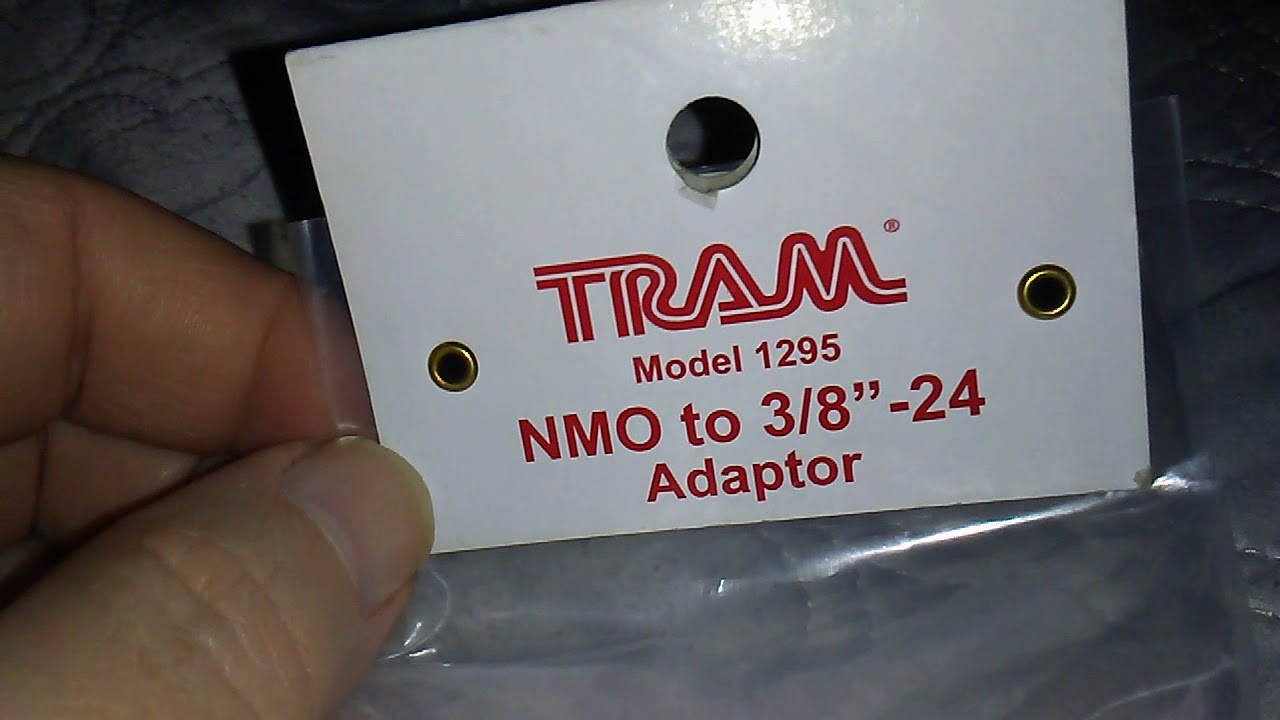 TRAM®
Model 1295
NMO to 3/8”-24
Adaptor